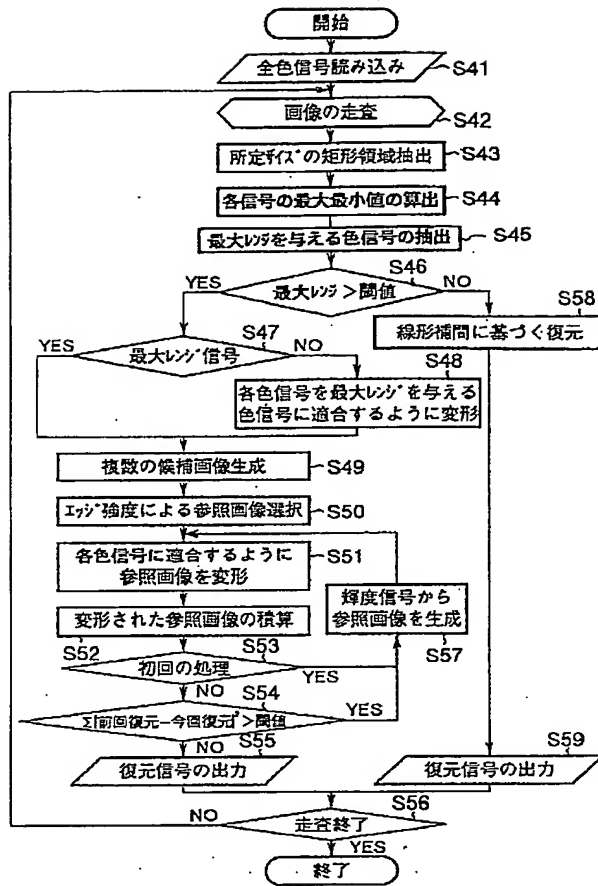 開始
全色信号読み込み
S41
画像の走査
S42
所定サイズの矩形領域抽出
S43
各信号の最大最小値の算出
S44
最大レンジを与える色信号の抽出
S45
S46
YES
最大レンジ>閾値
NO
S58
線形補間に基づく復元
S47
YES
最大レンジ信号
NO
S48
各色信号を最大レンジを与える
色信号に適合するように変形
複数の候補画像生成
S49
エッジ強度による参照画像選択
S50
各色信号に適合するように
参照画像を変形
S51
輝度信号から
参照画像を生成
S57
変形された参照画像の積算
S52
S53
初回の処理
YES
NO
S54
Σ|前回復元-今回復元|²>閾値
YES
NO
S55
復元信号の出力
S59
復元信号の出力
S56
NO
走査終了
YES
終了